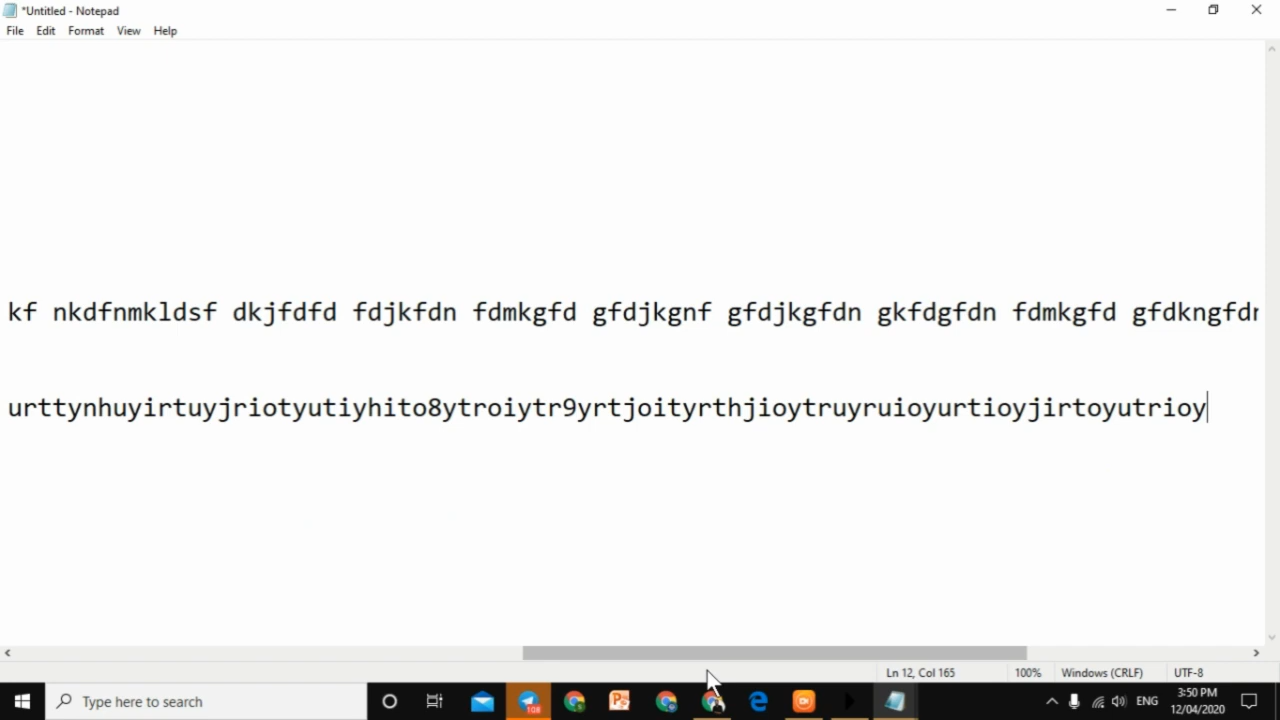 *Untitled - Notepad
File Edit Format View Help
kf nkdfnmkldsf dkjfdfd fdjkfdn fdmkgfd gfdjkgnf gfdjkgfdn gkfdgfdn fdmkgfd gfdkngfdn
urttynhuyirtuyjriotyutiyhito8ytroiytr9yrtjoityrthjioytruyruioyurtioyjirtoyutrioy
Ln 12, Col 165 100% Windows (CRLF) UTF-8
Type here to search 108 ENG 3:50 PM
12/04/2020